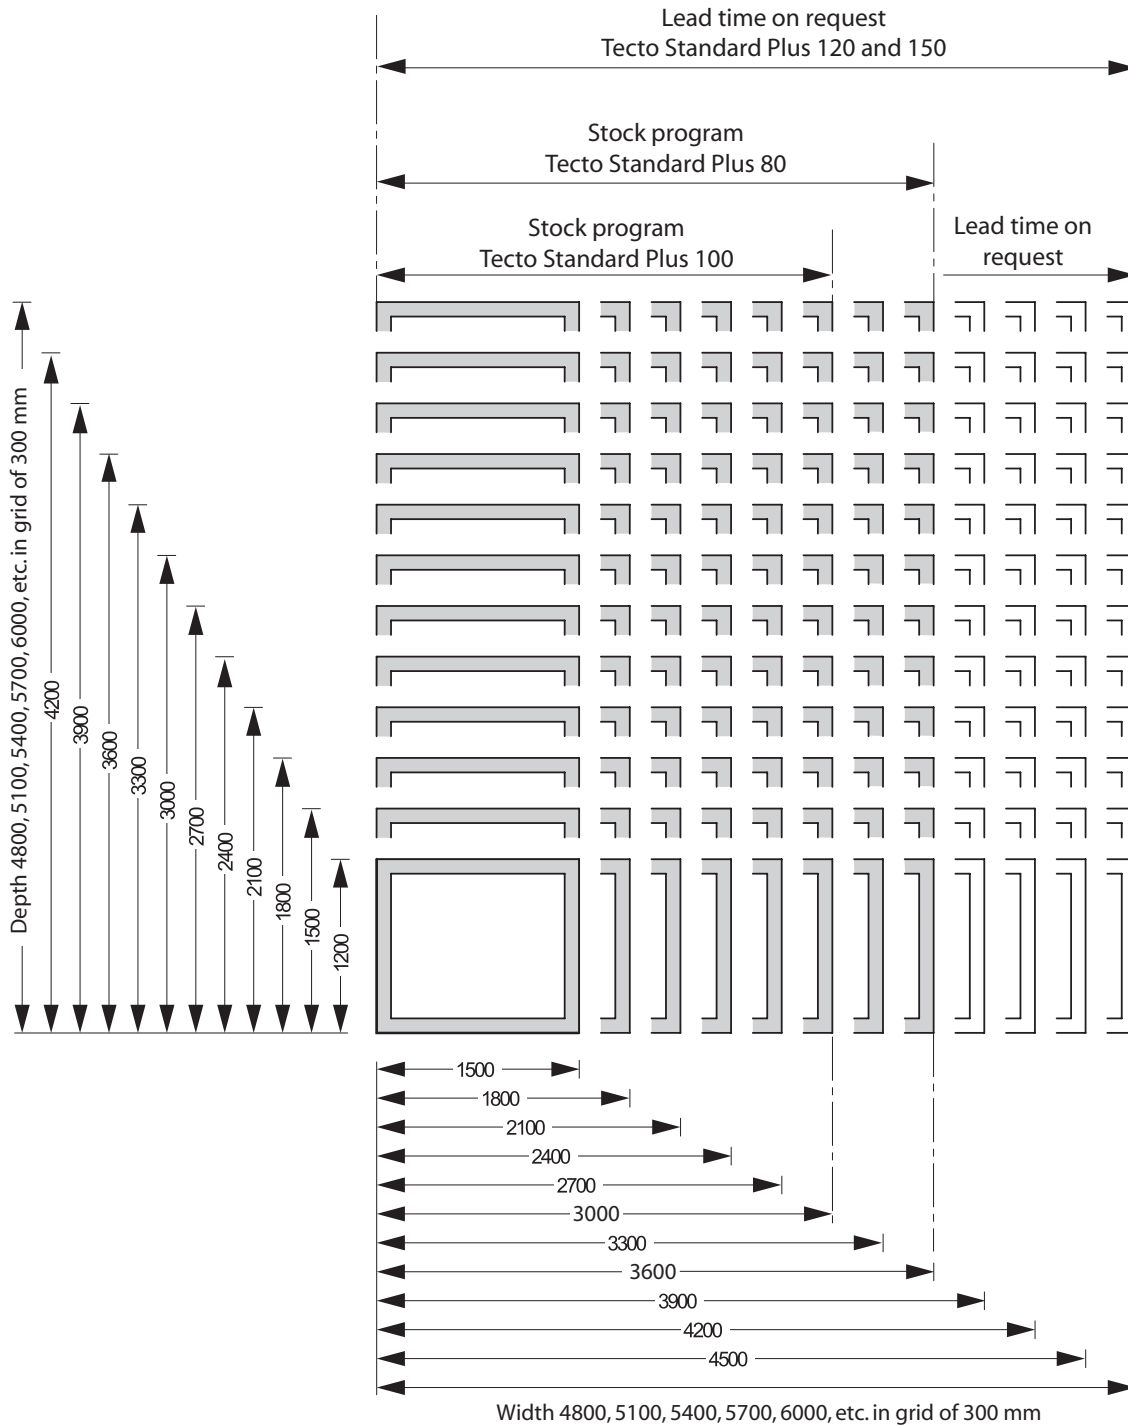 Lead time on request
Tecto Standard Plus 120 and 150
Stock program
Tecto Standard Plus 80
Stock program
Tecto Standard Plus 100
Lead time on
request
Depth 4800, 5100, 5400, 5700, 6000, etc. in grid of 300 mm
4200
3900
3600
3300
3000
2700
2400
2100
1800
1500
1200
1500
1800
2100
2400
2700
3000
3300
3600
3900
4200
4500
Width 4800, 5100, 5400, 5700, 6000, etc. in grid of 300 mm